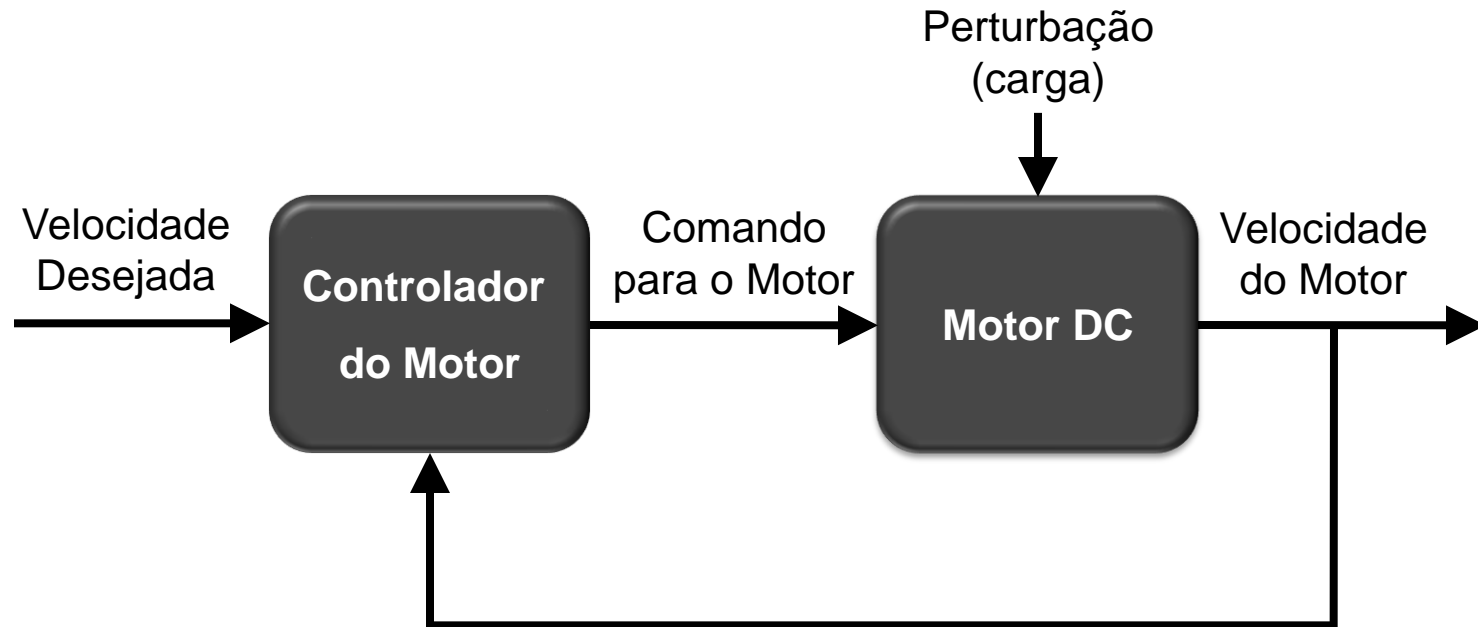 Perturbação
(carga)
Velocidade
Desejada
Controlador
do Motor
Comando
para o Motor
Motor DC
Velocidade
do Motor